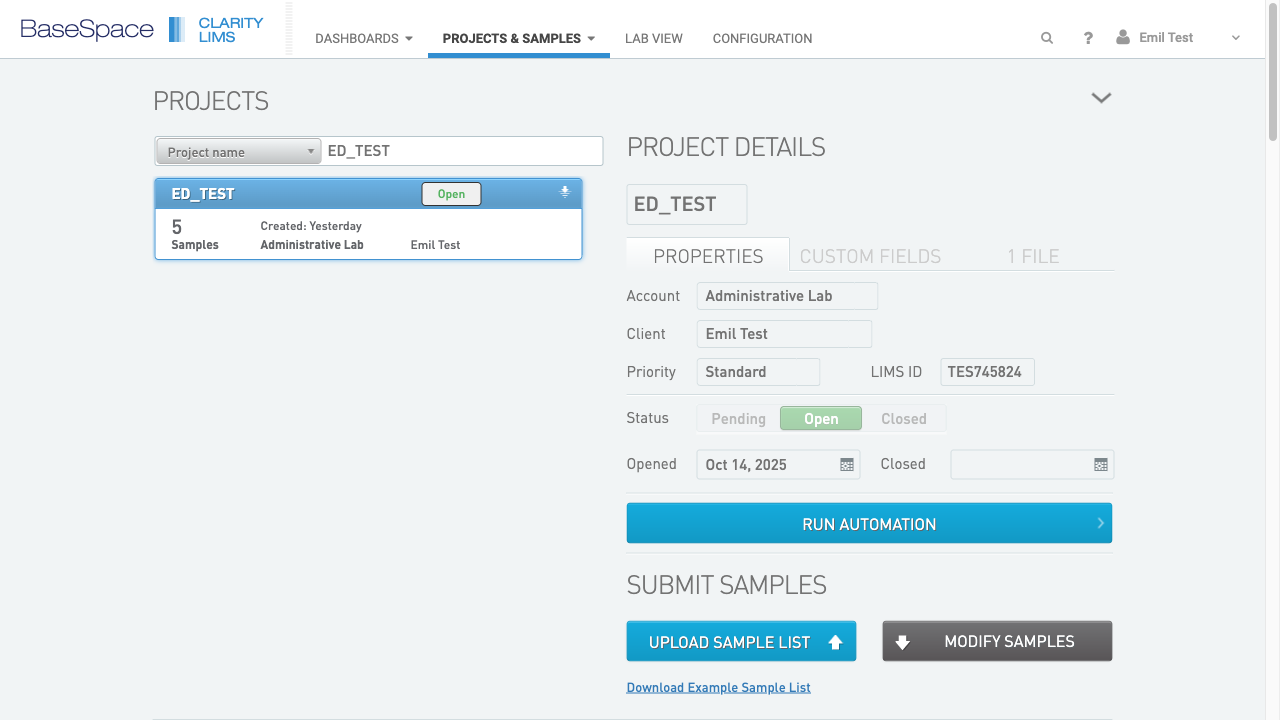 BaseSpace CLARITY LIMS
DASHBOARDS PROJECTS & SAMPLES LAB VIEW CONFIGURATION ? Emil Test
PROJECTS
Project name ED_TEST
ED_TEST Open
5 Samples
Created: Yesterday
Administrative Lab Emil Test
PROJECT DETAILS
ED_TEST
PROPERTIES CUSTOM FIELDS 1 FILE
Account Administrative Lab
Client Emil Test
Priority Standard LIMS ID TES745824
Status Pending Open Closed
Opened Oct 14, 2025 Closed
RUN AUTOMATION
SUBMIT SAMPLES
UPLOAD SAMPLE LIST MODIFY SAMPLES
Download Example Sample List